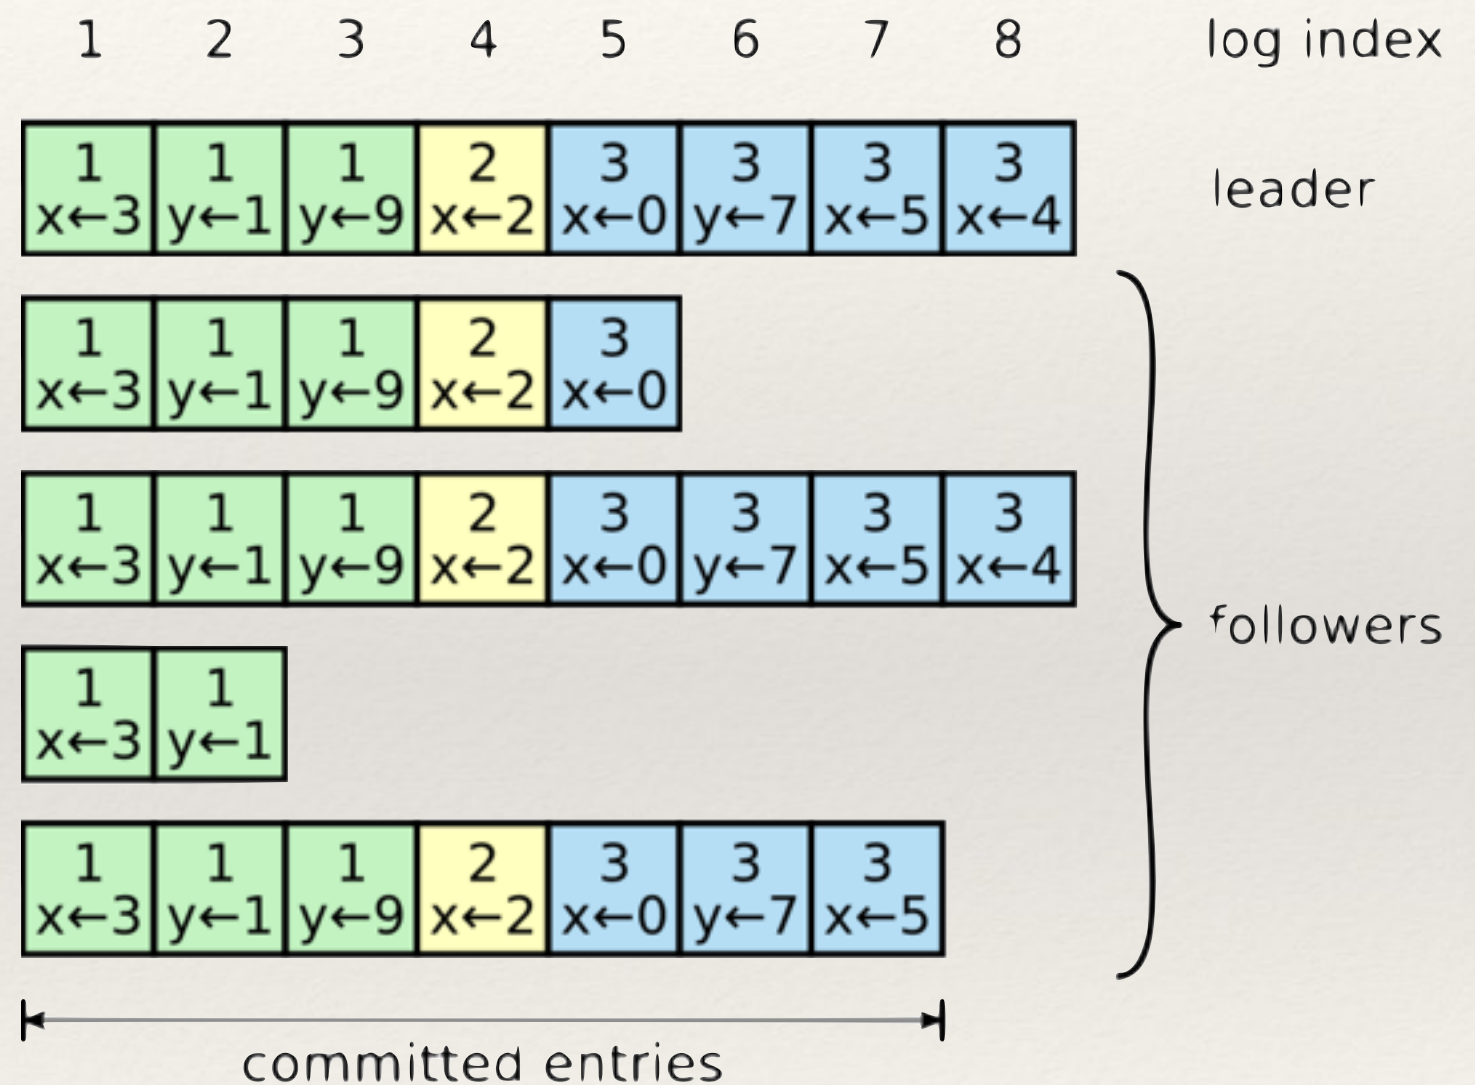 1 2 3 4 5 6 7 8 log index
1 1 1 2 3 3 3 3
x←3 y←1 y←9 x←2 x←0 y←7 x←5 x←4
leader
1 1 1 2 3
x←3 y←1 y←9 x←2 x←0
1 1 1 2 3 3 3 3
x←3 y←1 y←9 x←2 x←0 y←7 x←5 x←4
followers
1 1
x←3 y←1
1 1 1 2 3 3 3
x←3 y←1 y←9 x←2 x←0 y←7 x←5
committed entries